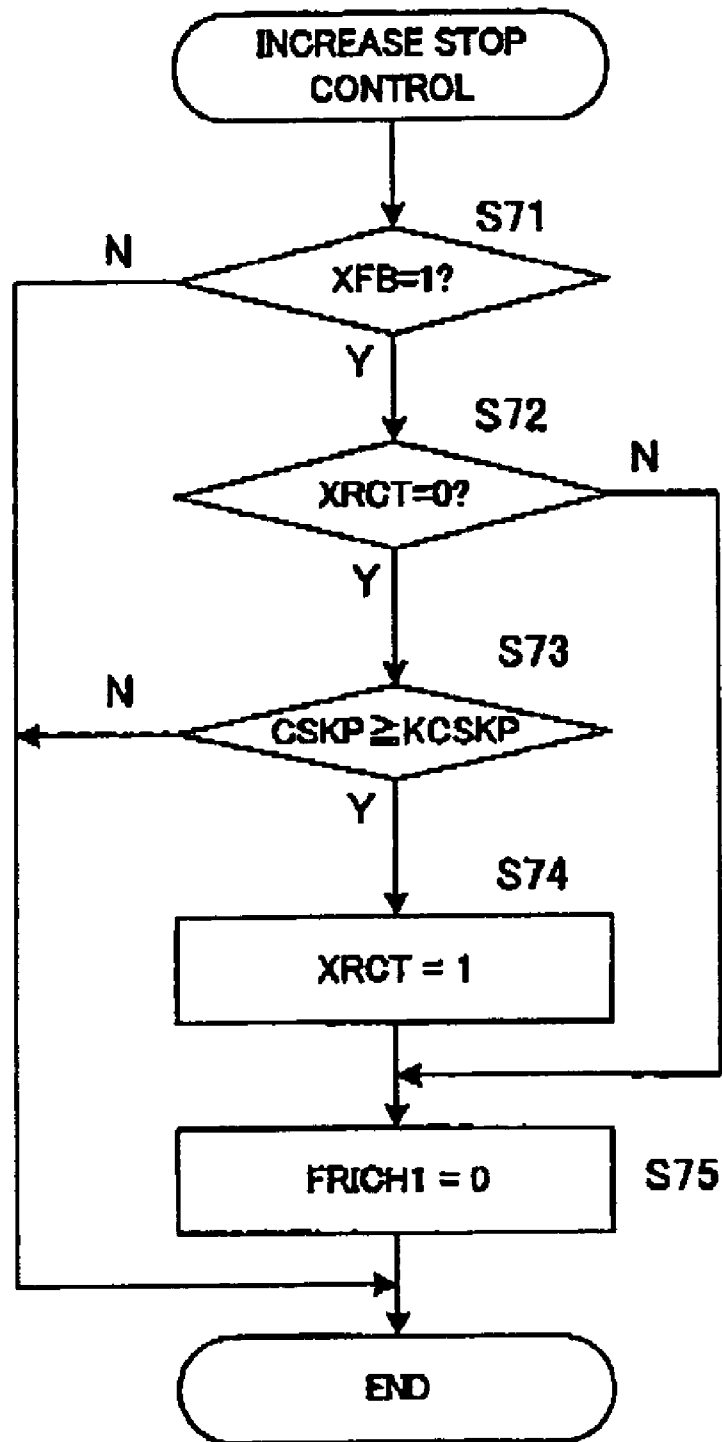 INCREASE STOP
CONTROL
S71
N
XFB=1?
Y
S72
N
XRCT=0?
Y
S73
N
CSKP≧KCSKP
Y
S74
XRCT = 1
FRICH1 = 0
S75
END